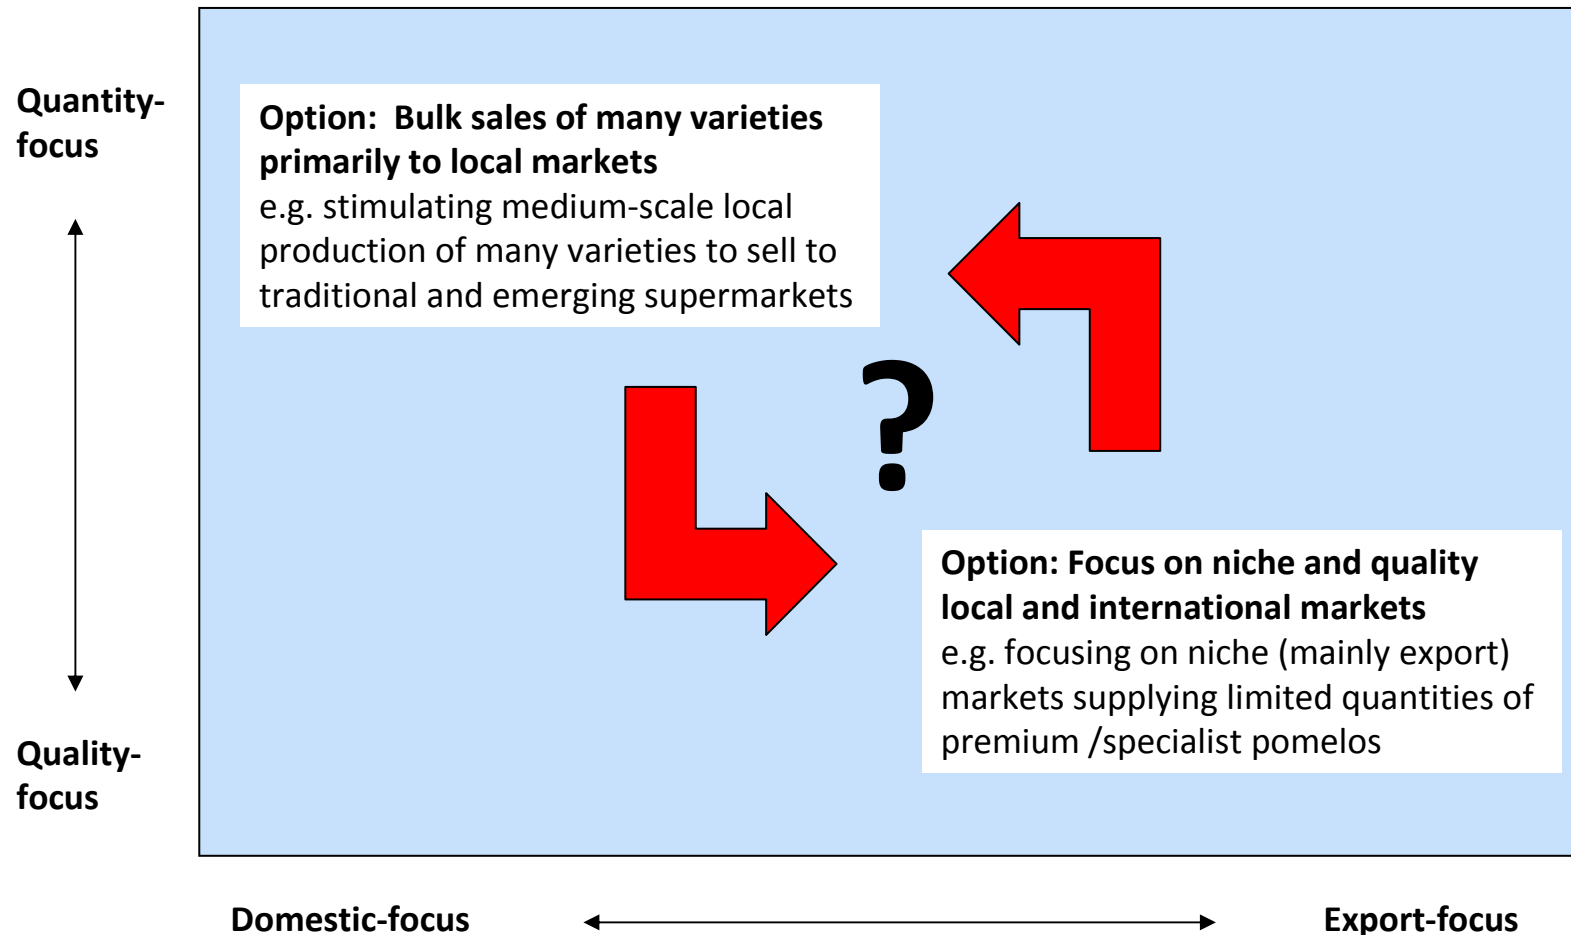 Quantity-
focus
Option:  Bulk sales of many varieties
primarily to local markets
e.g. stimulating medium-scale local
production of many varieties to sell to
traditional and emerging supermarkets
?
Option: Focus on niche and quality
local and international markets
e.g. focusing on niche (mainly export)
markets supplying limited quantities of
premium /specialist pomelos
Quality-
focus
Domestic-focus
Export-focus